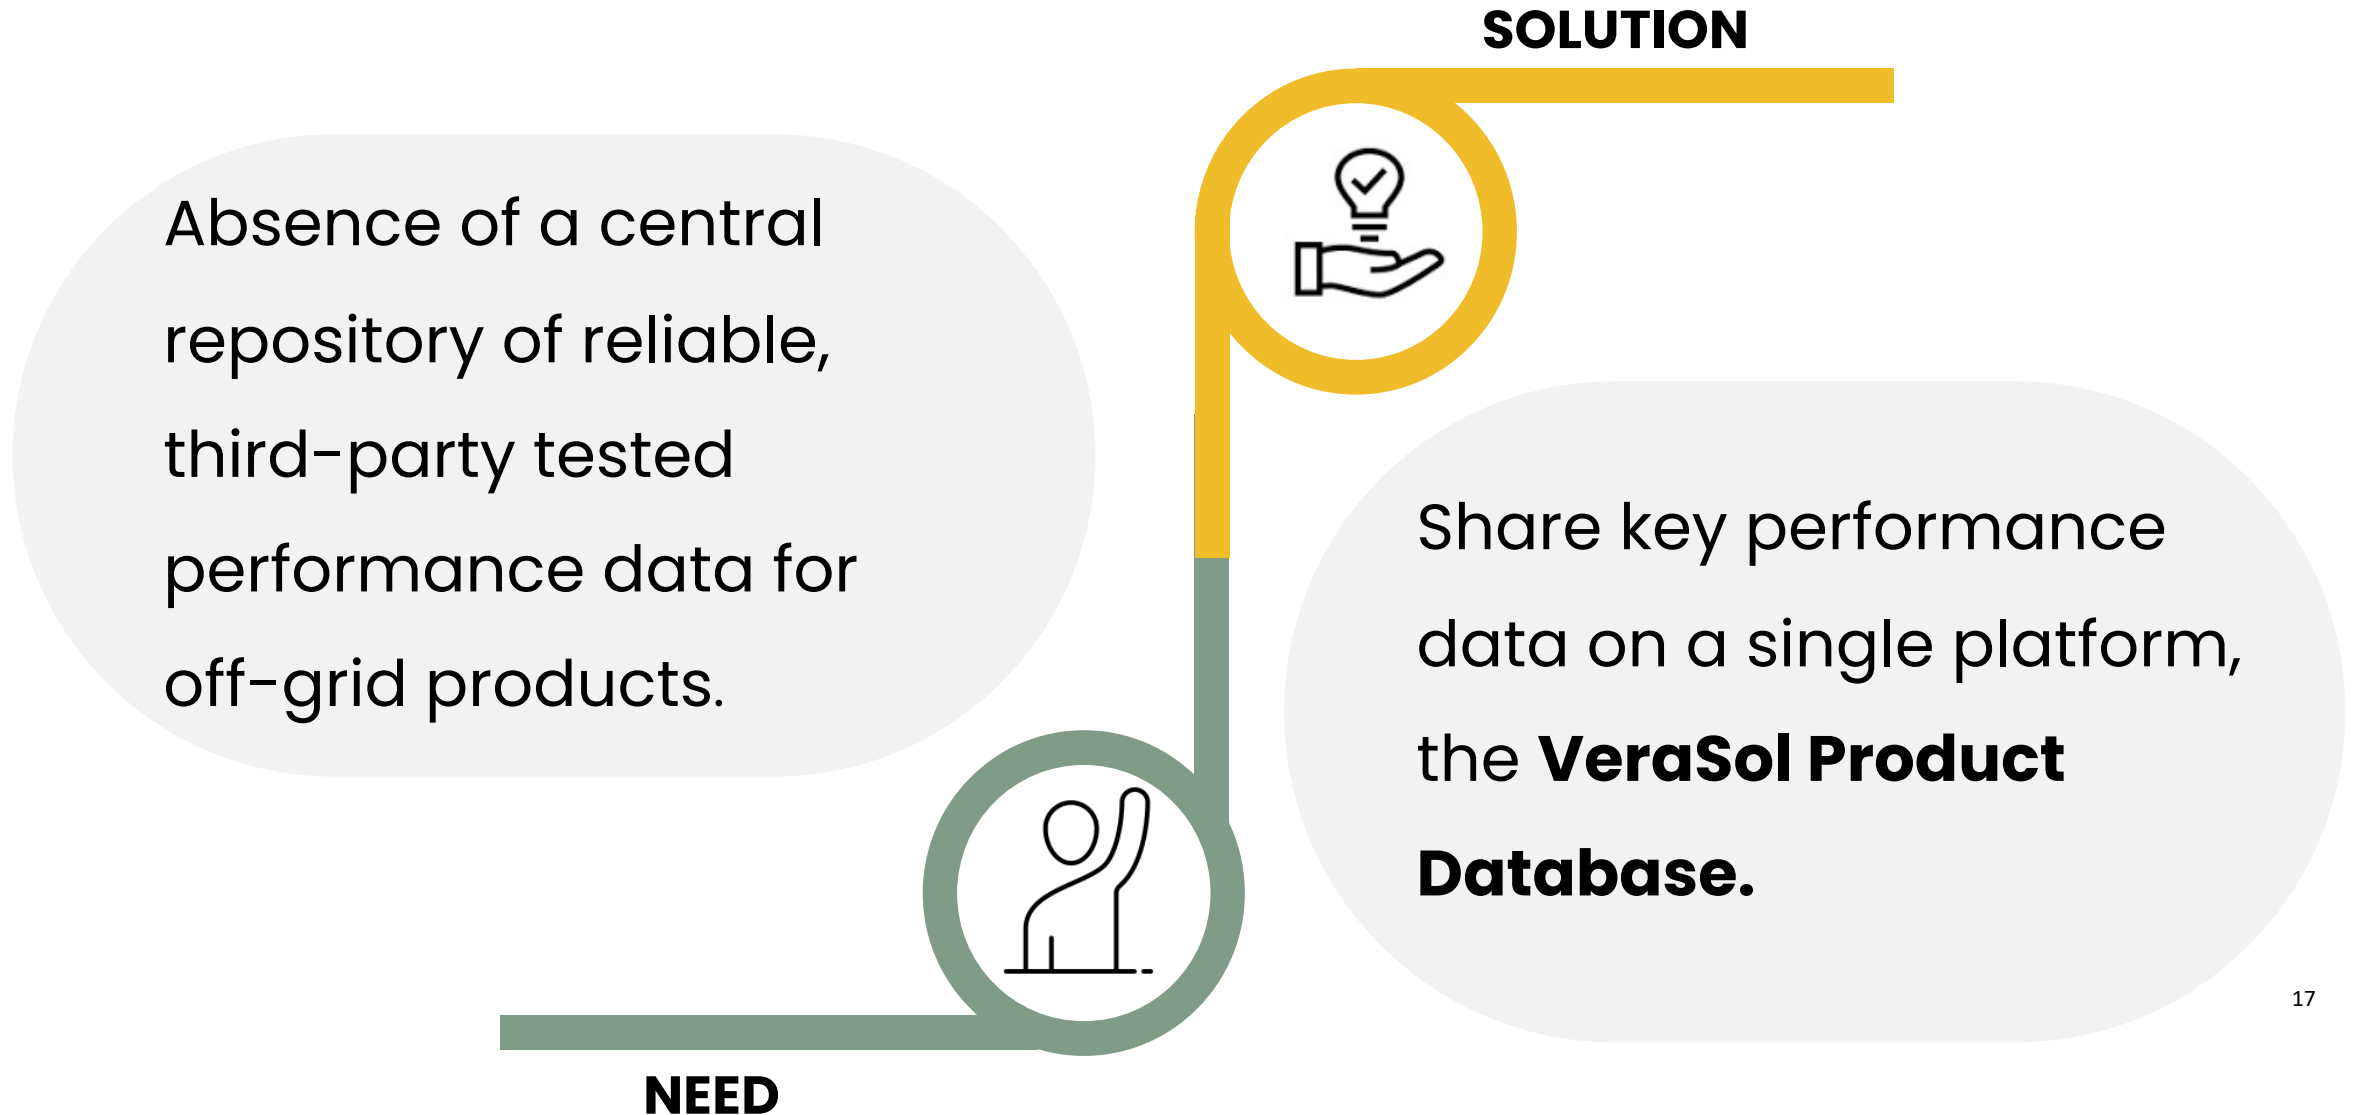 SOLUTION
Absence of a central
repository of reliable,
third-party tested
performance data for
off-grid products.
Share key performance
data on a single platform,
the VeraSol Product
Database.
17
NEED